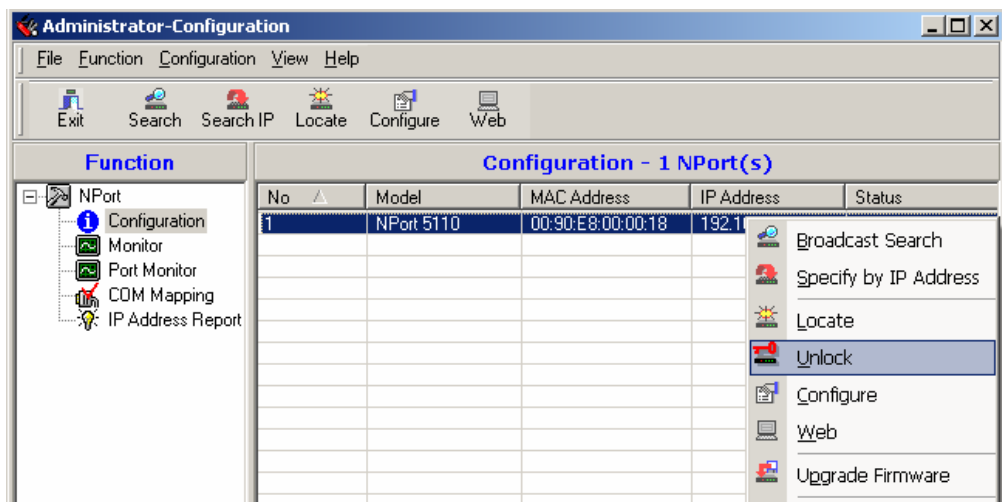 Administrator-Configuration
File Function Configuration View Help
Exit Search Search IP Locate Configure Web
Function
Configuration - 1 NPort(s)
NPort
Configuration
Monitor
Port Monitor
COM Mapping
IP Address Report
No Model MAC Address IP Address Status
1 NPort 5110 00:90:E8:00:00:18 192.1
Broadcast Search
Specify by IP Address
Locate
Unlock
Configure
Web
Upgrade Firmware